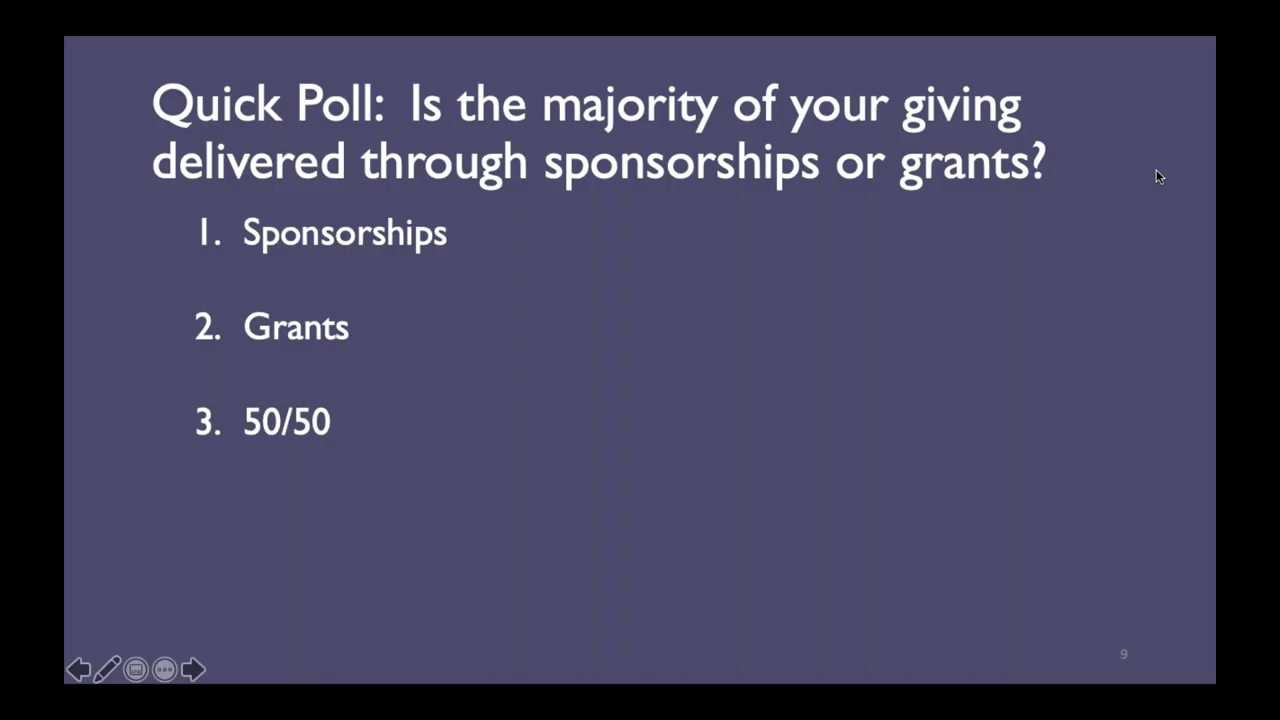 Quick Poll: Is the majority of your giving
delivered through sponsorships or grants?
1. Sponsorships
2. Grants
3. 50/50
9